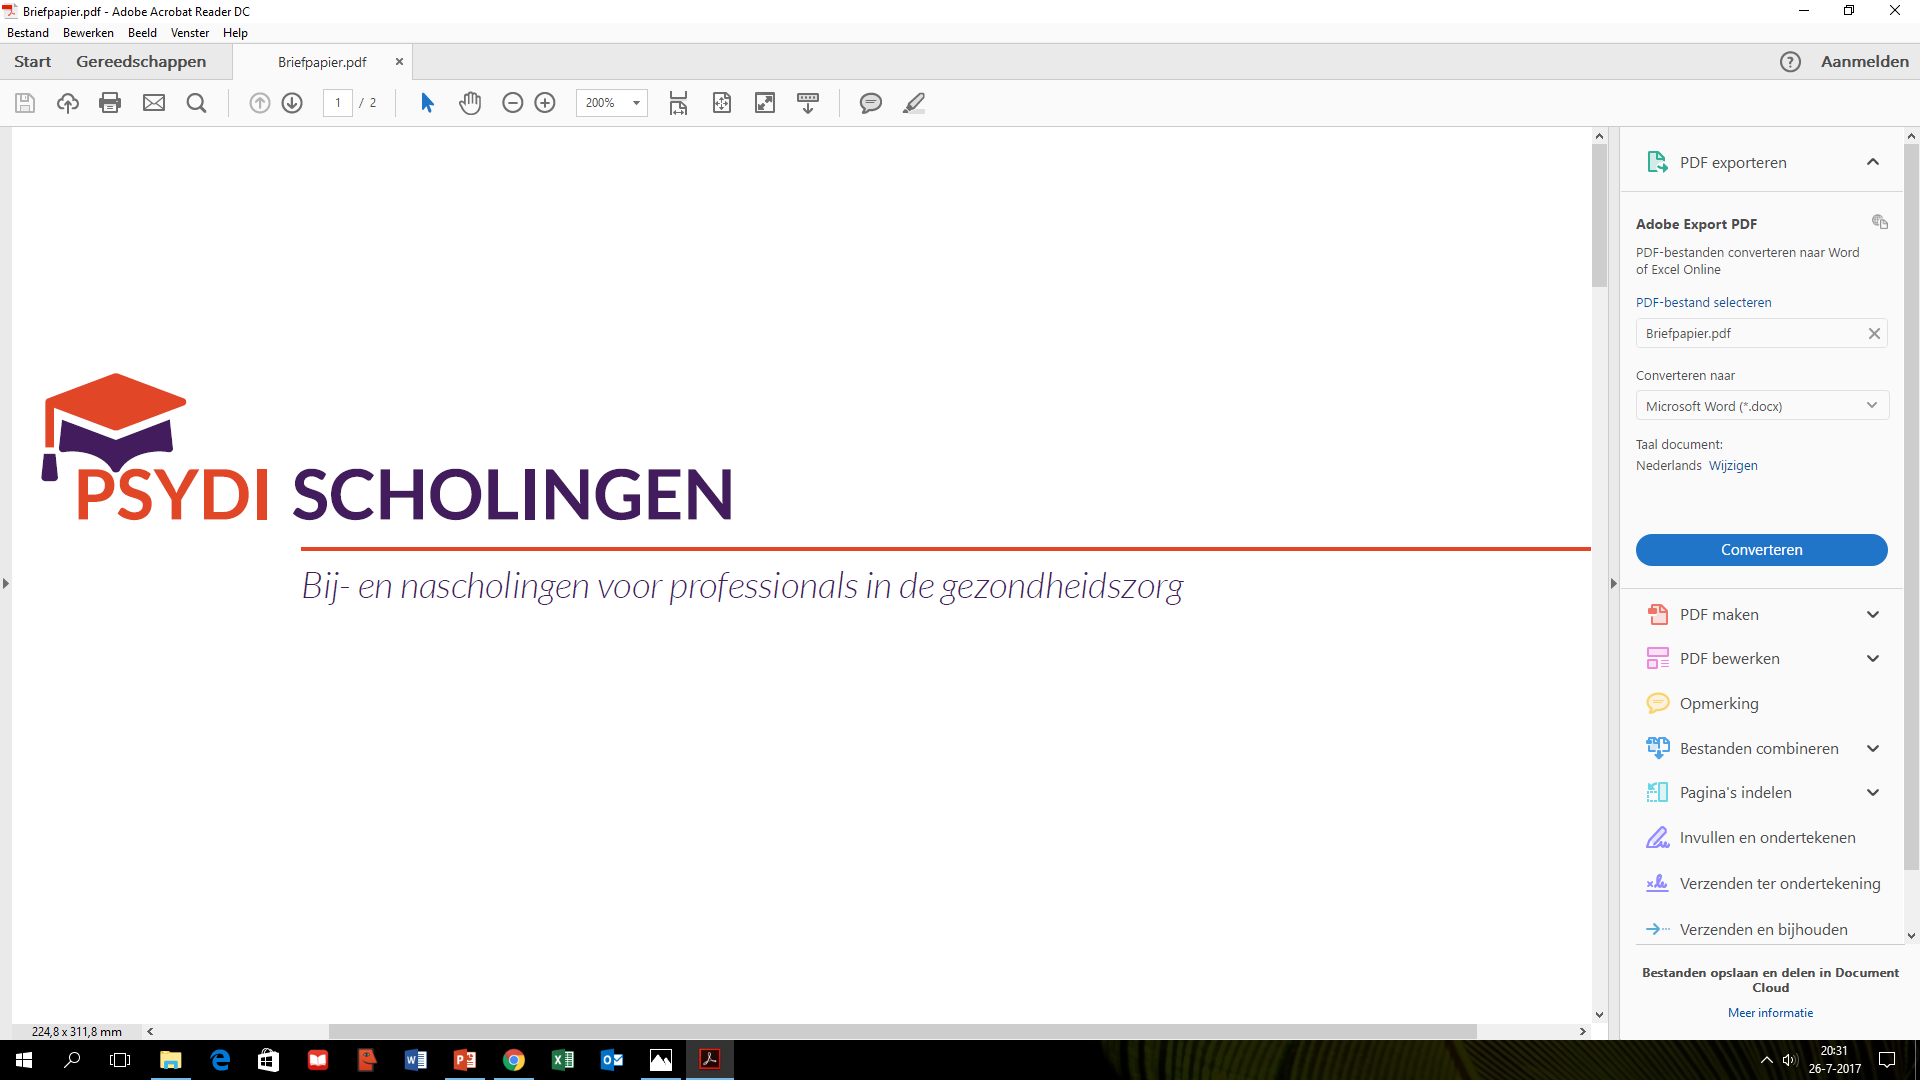 Briefpapier.pdf - Adobe Acrobat Reader DC
Bestand Bewerken Beeld Venster Help
Start Gereedschappen Briefpapier.pdf Aanmelden
1 / 2 200%
PSYDI SCHOLINGEN
Bij- en nascholingen voor professionals in de gezondheidszorg
224,8 x 311,8 mm
PDF exporteren
Adobe Export PDF
PDF-bestanden converteren naar Word
of Excel Online
PDF-bestand selecteren
Briefpapier.pdf
Converteren naar
Microsoft Word (*.docx)
Taal document:
Nederlands Wijzigen
Converteren
PDF maken
PDF bewerken
Opmerking
Bestanden combineren
Pagina's indelen
Invullen en ondertekenen
Verzenden ter ondertekening
Verzenden en bijhouden
Bestanden opslaan en delen in Document
Cloud
Meer informatie
20:31
26-7-2017